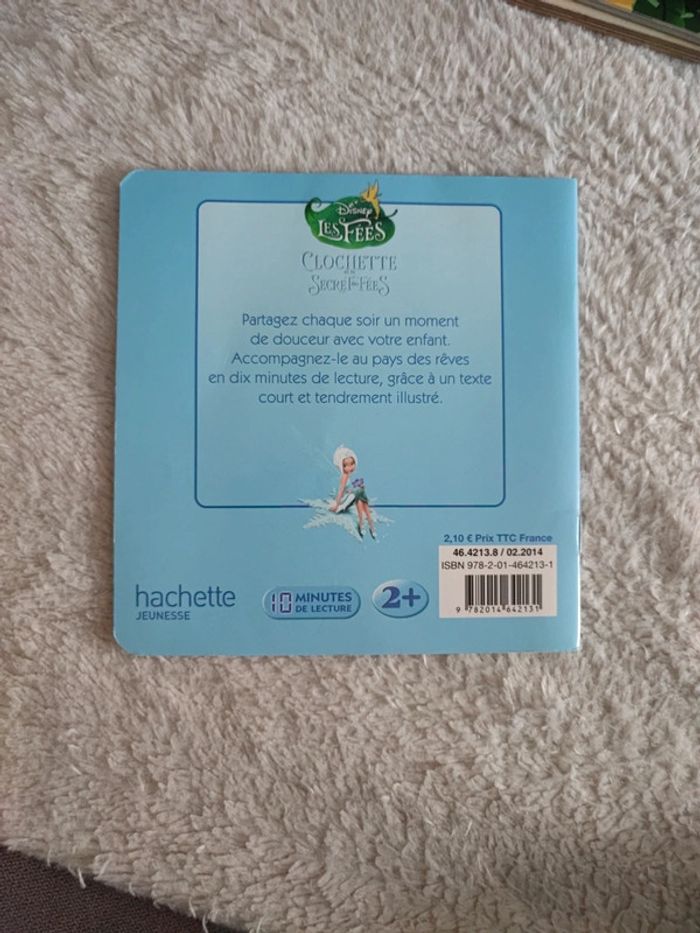 Disney
Les Fées
Clochette
et le
Secret des Fées
Partagez chaque soir un moment
de douceur avec votre enfant.
Accompagnez-le au pays des rêves
en dix minutes de lecture, grâce à un texte
court et tendrement illustré.
2,10 € Prix TTC France
46.4213.8 / 02.2014
ISBN 978-2-01-464213-1
9 782014 642131
hachette
JEUNESSE
10 MINUTES
DE LECTURE
2+